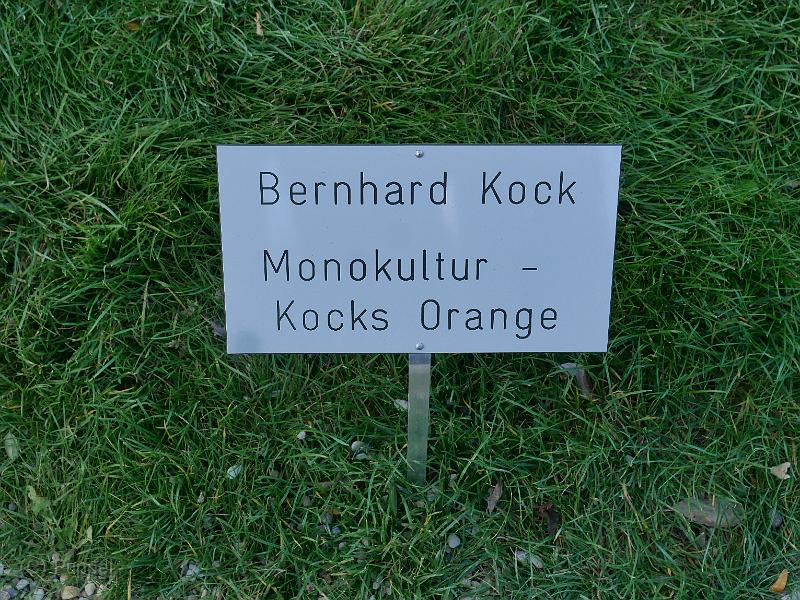 Bernhard Kock
Monokultur -
Kocks Orange